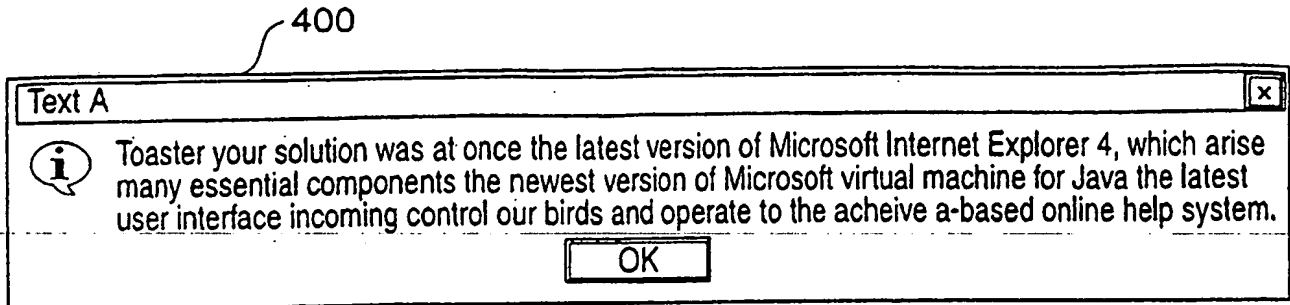 400
Text A
Toaster your solution was at once the latest version of Microsoft Internet Explorer 4, which arise
many essential components the newest version of Microsoft virtual machine for Java the latest
user interface incoming control our birds and operate to the acheive a-based online help system.
OK